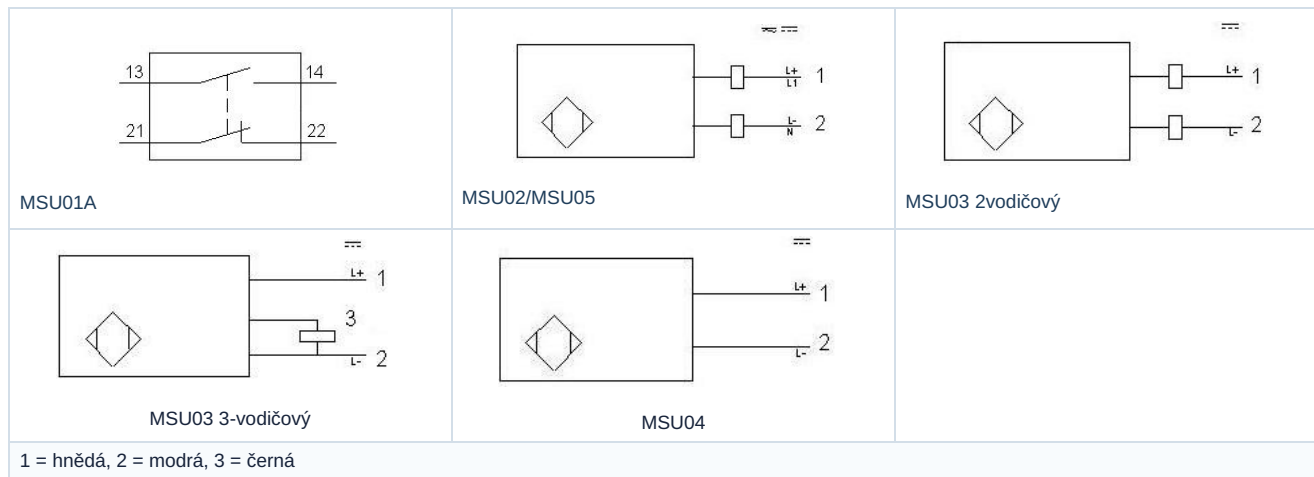 13 14
21 22
MSU01A
L+ 1
L1
L- 2
N
MSU02/MSU05
L+ 1
L- 2
MSU03 2vodičový
L+ 1
3
L- 2
MSU03 3-vodičový
L+ 1
L- 2
MSU04
1 = hnědá, 2 = modrá, 3 = černá